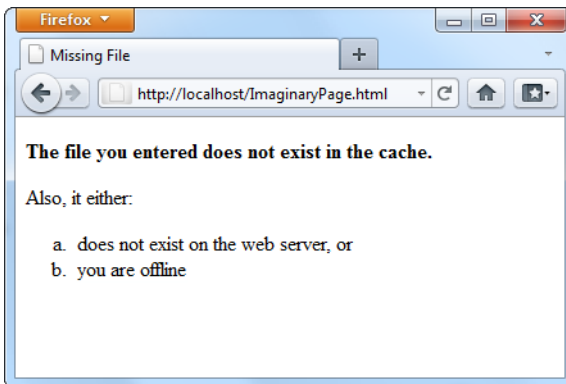 Firefox
Missing File
http://localhost/ImaginaryPage.html
The file you entered does not exist in the cache.
Also, it either:
a. does not exist on the web server, or
b. you are offline